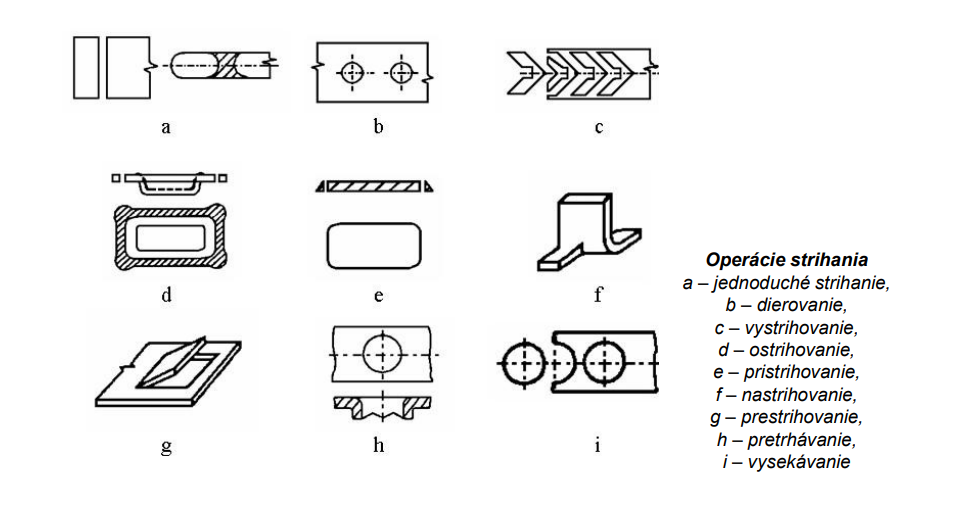 a
b
c
d
e
f
g
h
i
Operácie strihania
a – jednoduché strihanie,
b – dierovanie,
c – vystrihovanie,
d – ostrihovanie,
e – pristrihovanie,
f – nastrihovanie,
g – prestrihovanie,
h – pretrhávanie,
i – vysekávanie